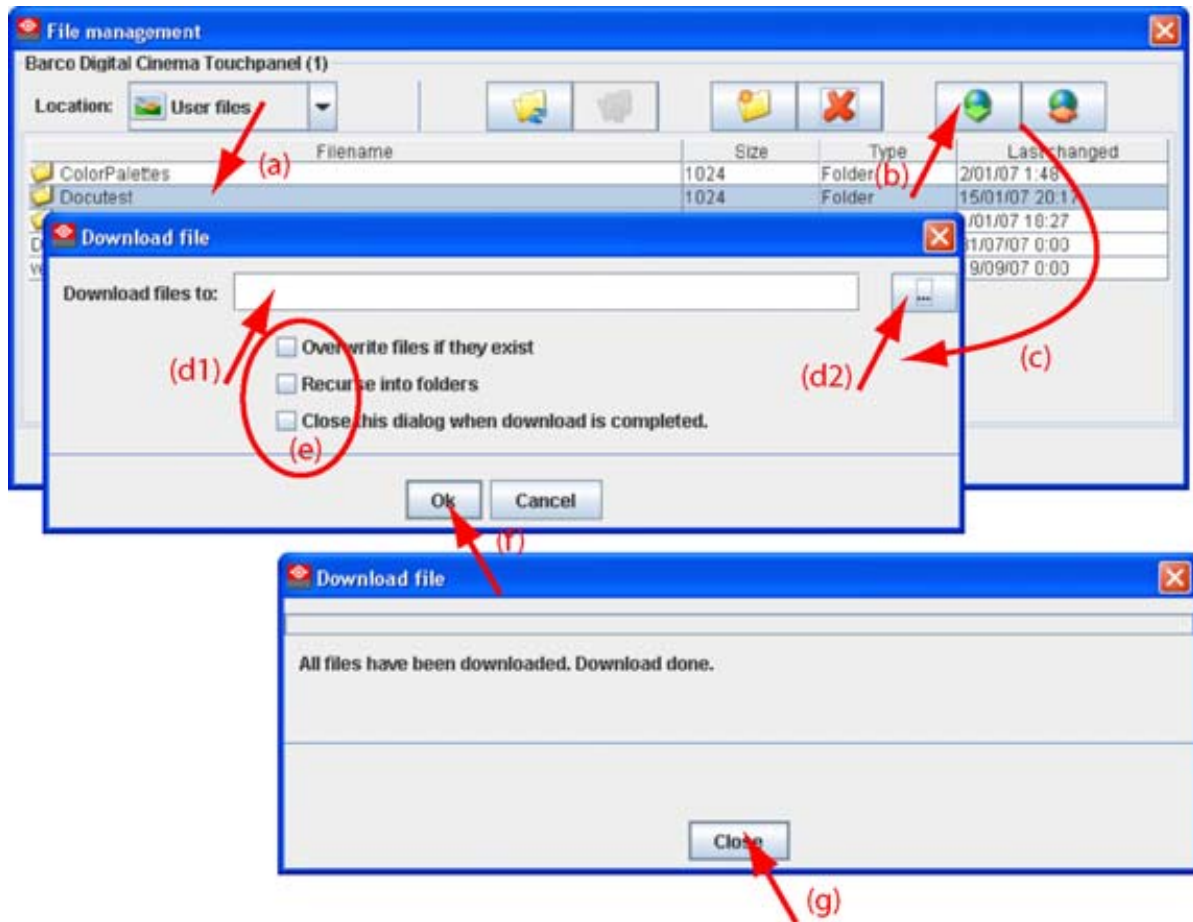 File management
Barco Digital Cinema Touchpanel (1)
Location: User files
Filename Size Type Last changed
(a) (b)
ColorPalettes 1024 Folder 2/01/07 1:48
Docutest 1024 Folder 15/01/07 20:17
/01/07 18:27
Download file
31/07/07 0:00
9/09/07 0:00
Download files to: ...
(d1) (d2) (c)
Overwrite files if they exist
Recurse into folders
Close this dialog when download is completed.
(e)
Ok Cancel
(f)
Download file
All files have been downloaded. Download done.
Close
(g)